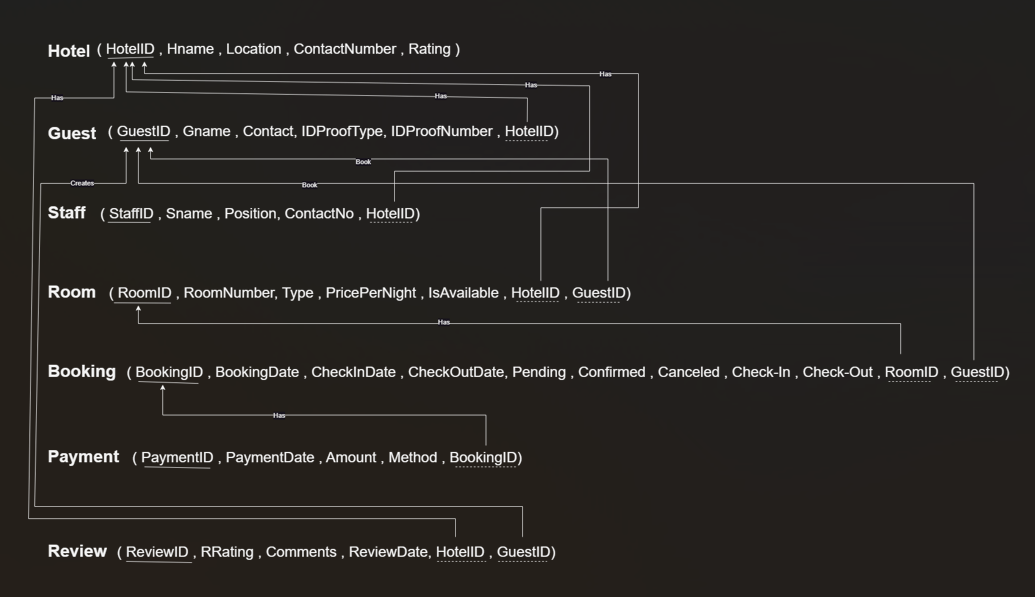 Hotel ( HotelID , Hname , Location , ContactNumber , Rating )
Has
Has
Has
Has
Guest ( GuestID , Gname , Contact, IDProofType, IDProofNumber , HotelID)
Book
Creates
Book
Staff ( StaffID , Sname , Position, ContactNo , HotelID)
Room ( RoomID , RoomNumber, Type , PricePerNight , IsAvailable , HotelID , GuestID)
Has
Booking ( BookingID , BookingDate , CheckInDate , CheckOutDate, Pending , Confirmed , Canceled , Check-In , Check-Out , RoomID , GuestID)
Has
Payment ( PaymentID , PaymentDate , Amount , Method , BookingID)
Review ( ReviewID , RRating , Comments , ReviewDate, HotelID , GuestID)